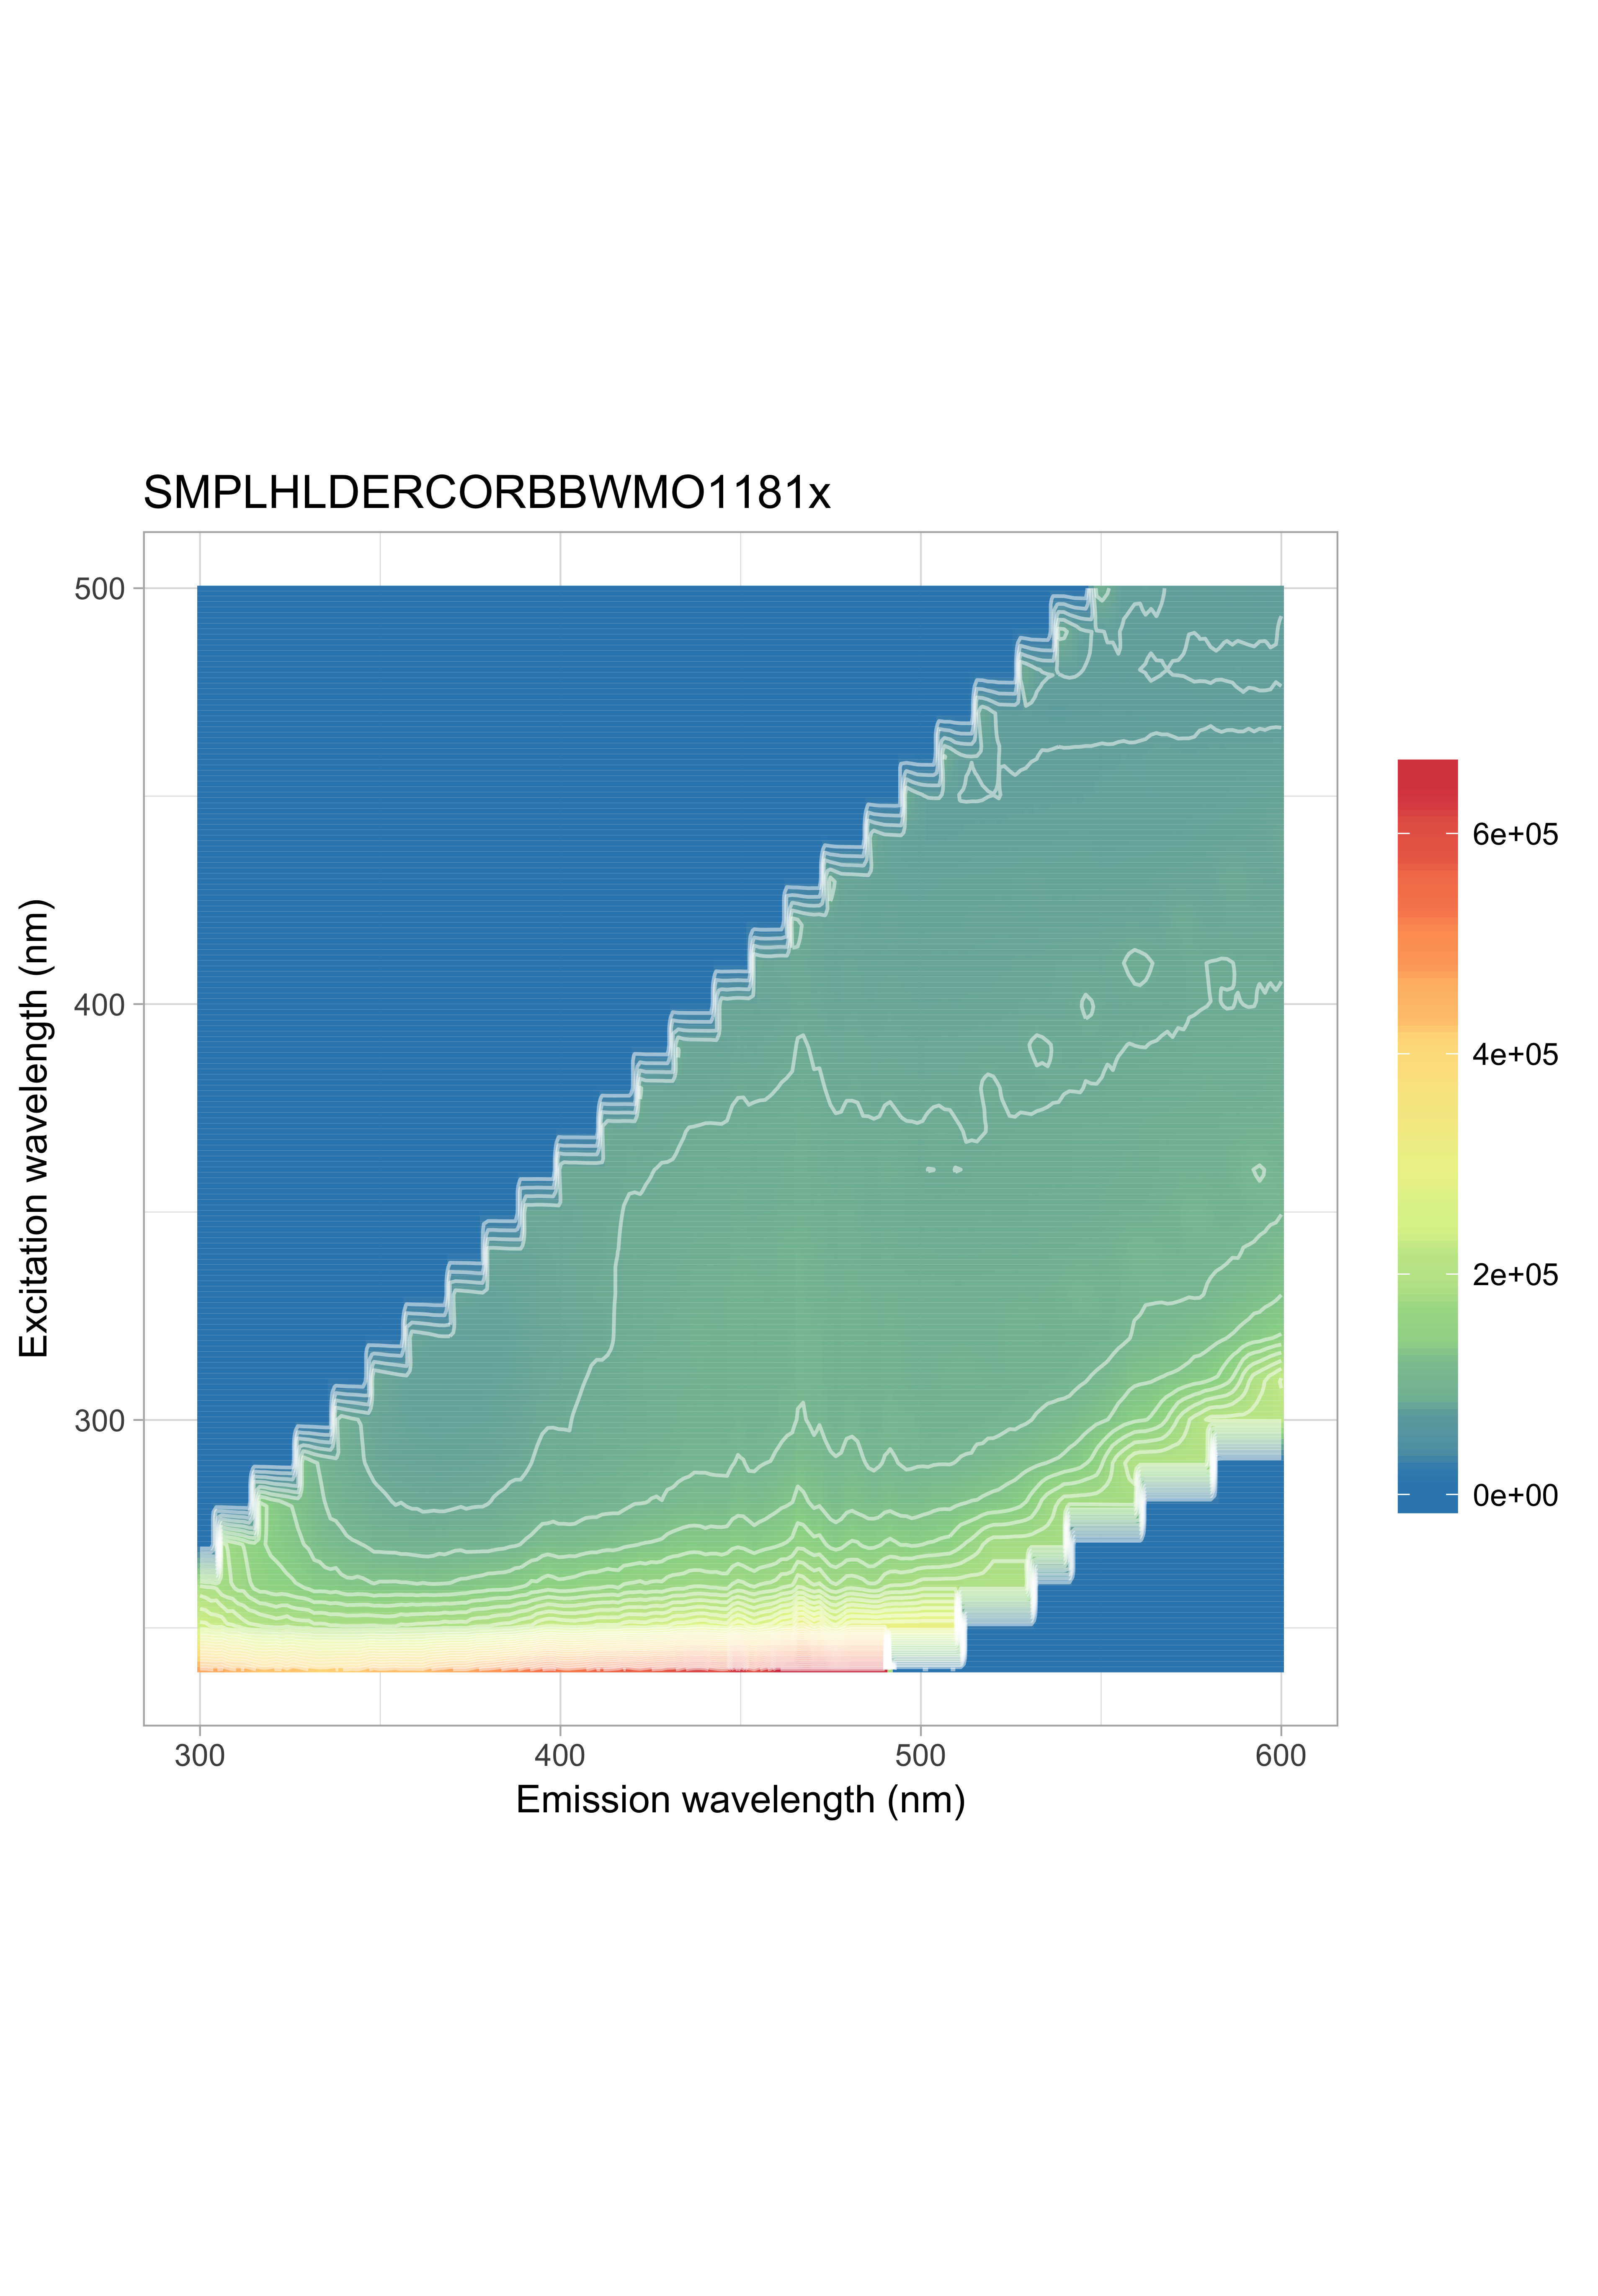 SMPLHLDERCORBBWMO1181x
500
400
300
Excitation wavelength (nm)
300
400
500
600
Emission wavelength (nm)
6e+05
4e+05
2e+05
0e+00